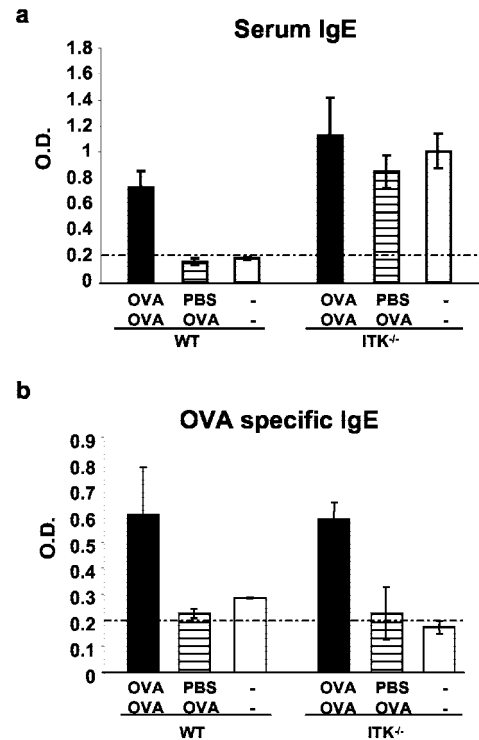 a
Serum IgE
O.D.
1.8
1.6
1.4
1.2
1
0.8
0.6
0.4
0.2
0
OVA PBS - OVA PBS -
OVA OVA - OVA OVA -
WT ITK-/-
b
OVA specific IgE
O.D.
0.9
0.8
0.7
0.6
0.5
0.4
0.3
0.2
0.1
0
OVA PBS - OVA PBS -
OVA OVA - OVA OVA -
WT ITK-/-